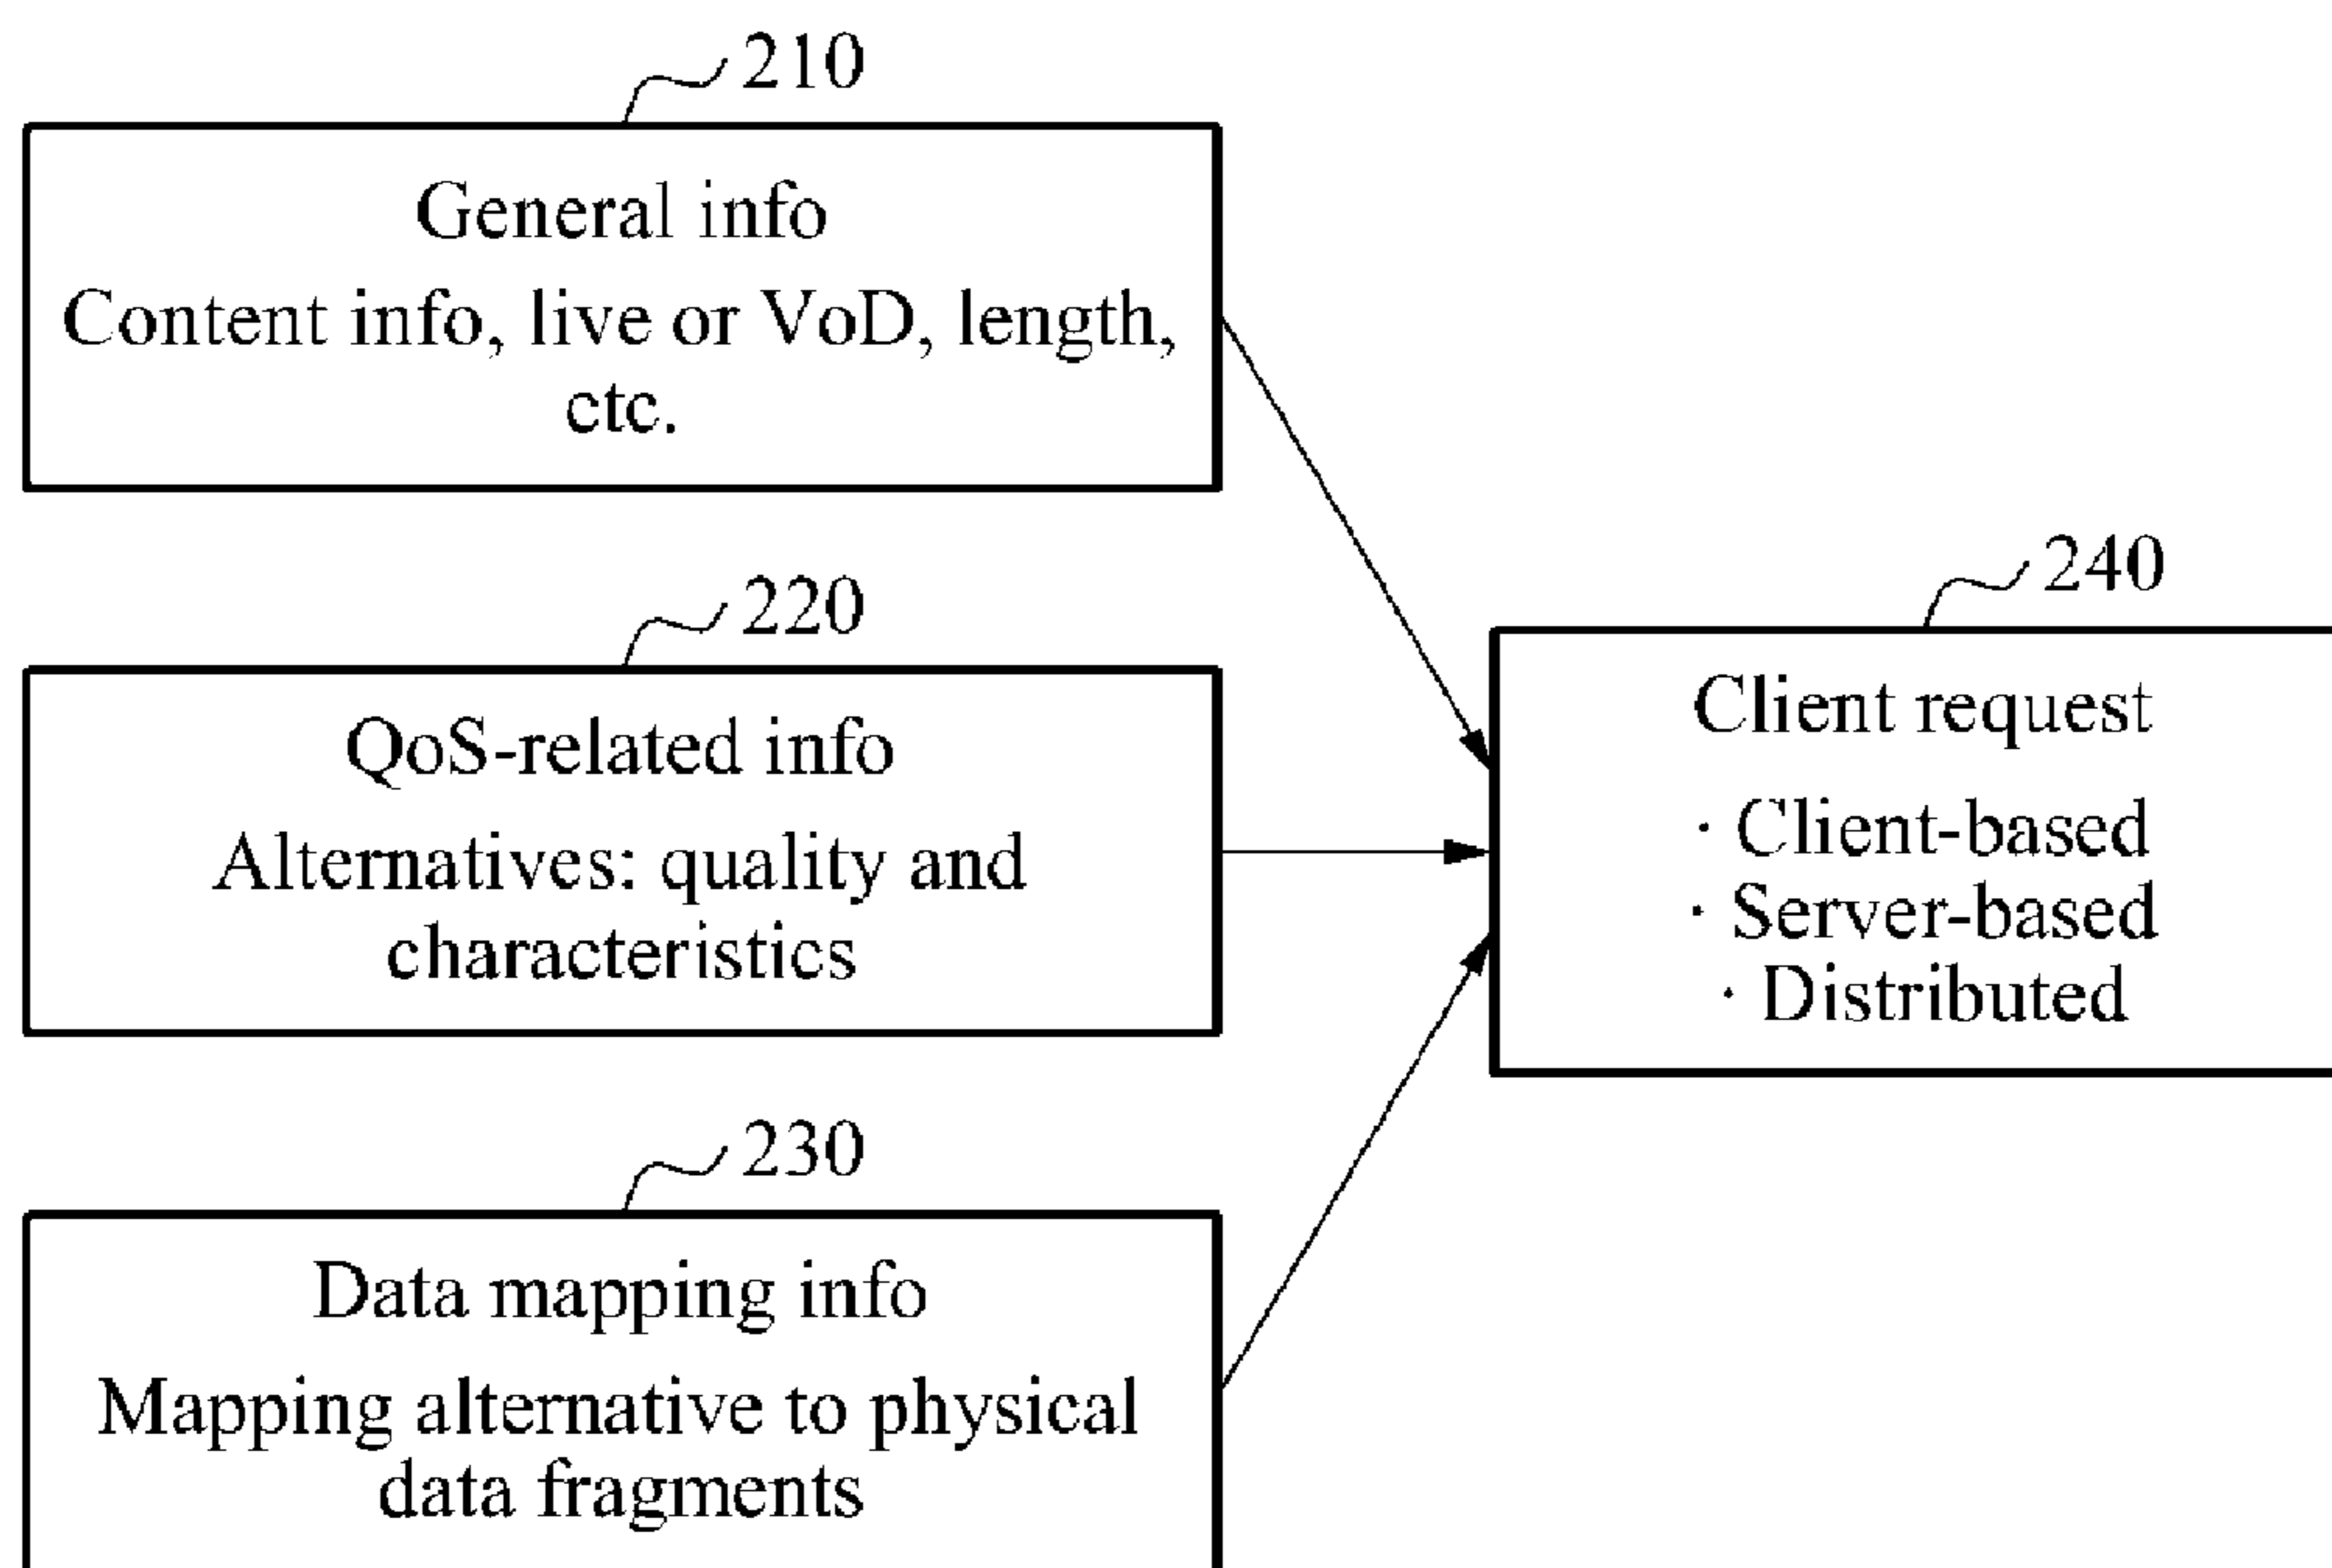 210
General info
Content info, live or VoD, length,
etc.
220
QoS-related info
Alternatives: quality and
characteristics
230
Data mapping info
Mapping alternative to physical
data fragments
240
Client request
· Client-based
· Server-based
· Distributed